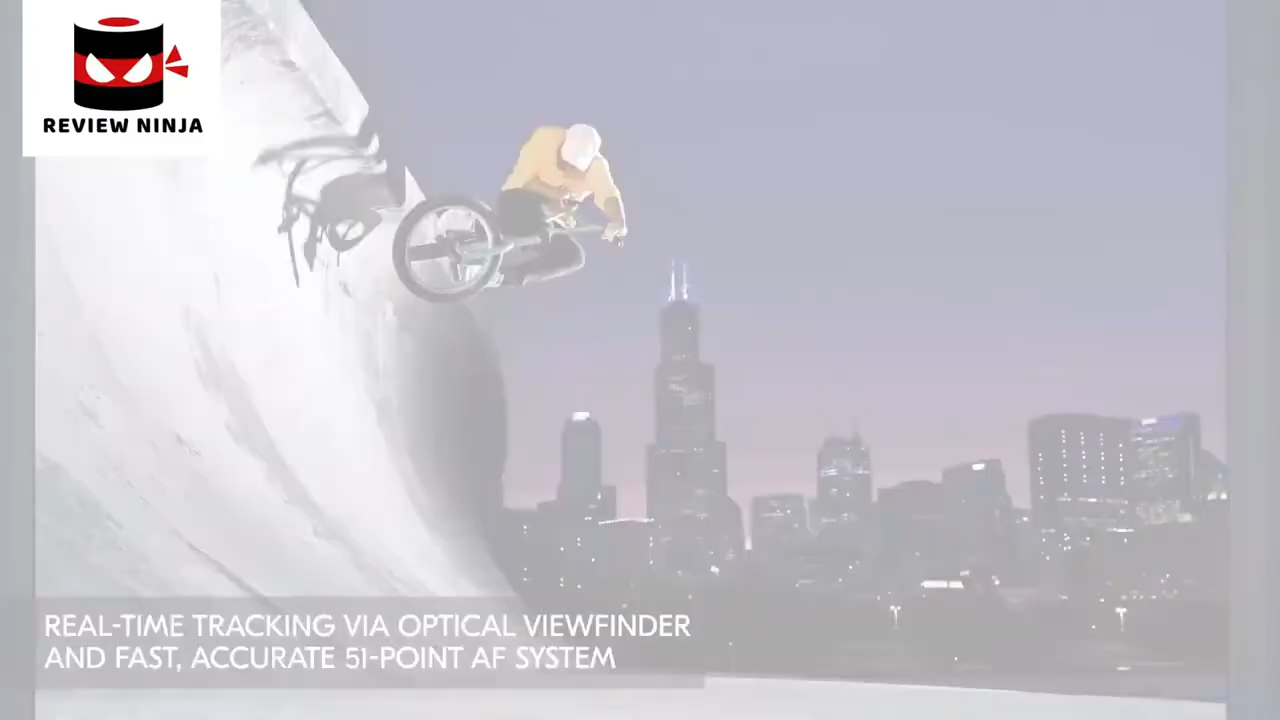 REVIEW NINJA
REAL-TIME TRACKING VIA OPTICAL VIEWFINDER
AND FAST, ACCURATE 51-POINT AF SYSTEM